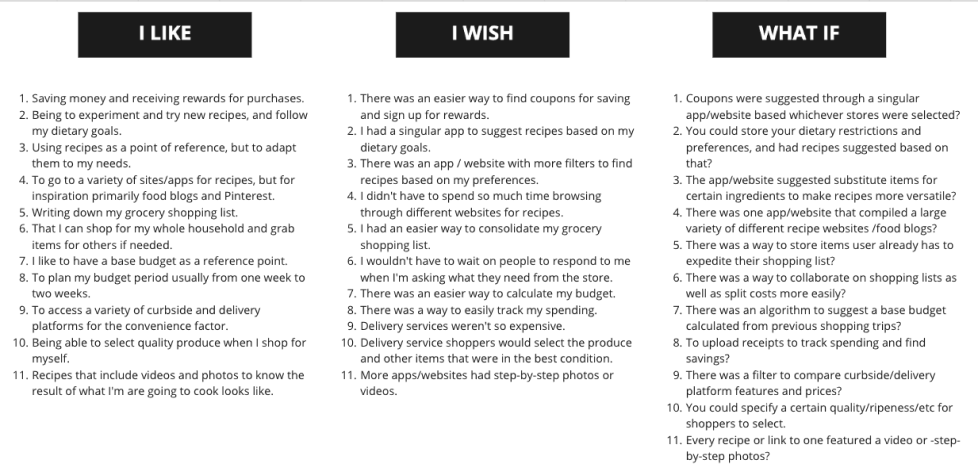 I LIKE
1. Saving money and receiving rewards for purchases.
2. Being to experiment and try new recipes, and follow
my dietary goals.
3. Using recipes as a point of reference, but to adapt
them to my needs.
4. To go to a variety of sites/apps for recipes, but for
inspiration primarily food blogs and Pinterest.
5. Writing down my grocery shopping list.
6. That I can shop for my whole household and grab
items for others if needed.
7. I like to have a base budget as a reference point.
8. To plan my budget period usually from one week to
two weeks.
9. To access a variety of curbside and delivery
platforms for the convenience factor.
10. Being able to select quality produce when I shop for
myself.
11. Recipes that include videos and photos to know the
result of what I'm are going to cook looks like.
I WISH
1. There was an easier way to find coupons for saving
and sign up for rewards.
2. I had a singular app to suggest recipes based on my
dietary goals.
3. There was an app / website with more filters to find
recipes based on my preferences.
4. I didn't have to spend so much time browsing
through different websites for recipes.
5. I had an easier way to consolidate my grocery
shopping list.
6. I wouldn't have to wait on people to respond to me
when I'm asking what they need from the store.
7. There was an easier way to calculate my budget.
8. There was a way to easily track my spending.
9. Delivery services weren't so expensive.
10. Delivery service shoppers would select the produce
and other items that were in the best condition.
11. More apps/websites had step-by-step photos or
videos.
WHAT IF
1. Coupons were suggested through a singular
app/website based whichever stores were selected?
2. You could store your dietary restrictions and
preferences, and had recipes suggested based on
that?
3. The app/website suggested substitute items for
certain ingredients to make recipes more versatile?
4. There was one app/website that compiled a large
variety of different recipe websites /food blogs?
5. There was a way to store items user already has to
expedite their shopping list?
6. There was a way to collaborate on shopping lists as
well as split costs more easily?
7. There was an algorithm to suggest a base budget
calculated from previous shopping trips?
8. To upload receipts to track spending and find
savings?
9. There was a filter to compare curbside/delivery
platform features and prices?
10. You could specify a certain quality/ripeness/etc for
shoppers to select.
11. Every recipe or link to one featured a video or -step-
by-step photos?